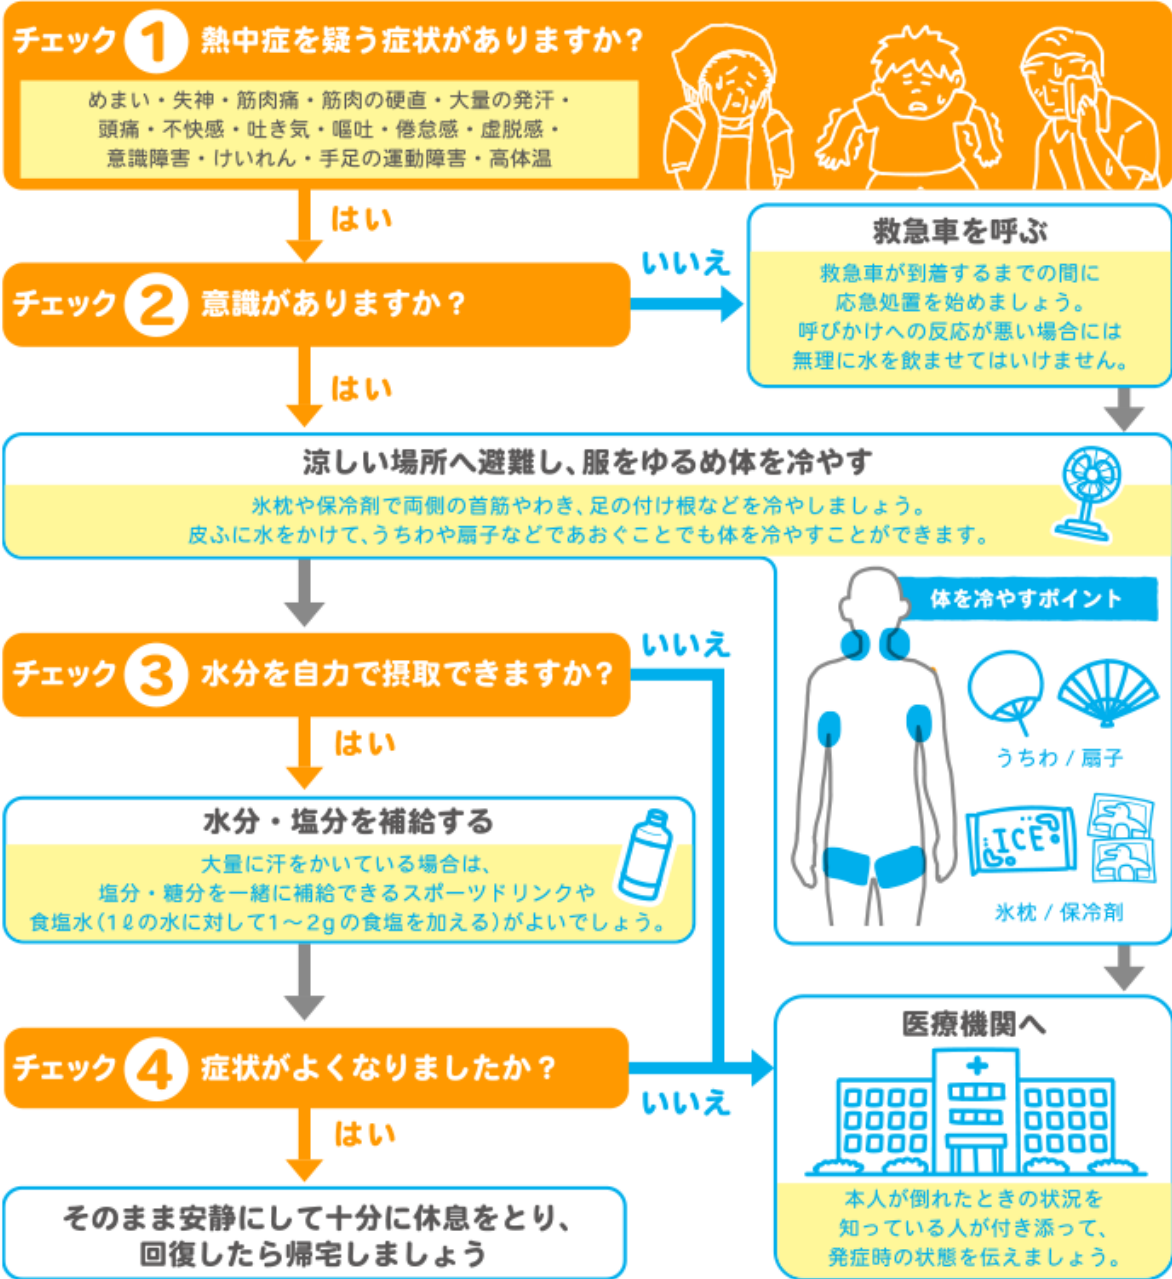 チェック 1 熱中症を疑う症状がありますか?
めまい・失神・筋肉痛・筋肉の硬直・大量の発汗・
頭痛・不快感・吐き気・嘔吐・倦怠感・虚脱感・
意識障害・けいれん・手足の運動障害・高体温
はい
チェック 2 意識がありますか?
いいえ
救急車を呼ぶ
救急車が到着するまでの間に
応急処置を始めましょう。
呼びかけへの反応が悪い場合には
無理に水を飲ませてはいけません。
はい
涼しい場所へ避難し、服をゆるめ体を冷やす
氷枕や保冷剤で両側の首筋やわき、足の付け根などを冷やしましょう。
皮ふに水をかけて、うちわや扇子などであおぐことでも体を冷やすことができます。
体を冷やすポイント
うちわ / 扇子
ICE
氷枕 / 保冷剤
チェック 3 水分を自力で摂取できますか?
いいえ
はい
水分・塩分を補給する
大量に汗をかいている場合は、
塩分・糖分を一緒に補給できるスポーツドリンクや
食塩水(1ℓの水に対して1〜2gの食塩を加える)がよいでしょう。
チェック 4 症状がよくなりましたか?
いいえ
はい
そのまま安静にして十分に休息をとり、
回復したら帰宅しましょう
医療機関へ
本人が倒れたときの状況を
知っている人が付き添って、
発症時の状態を伝えましょう。